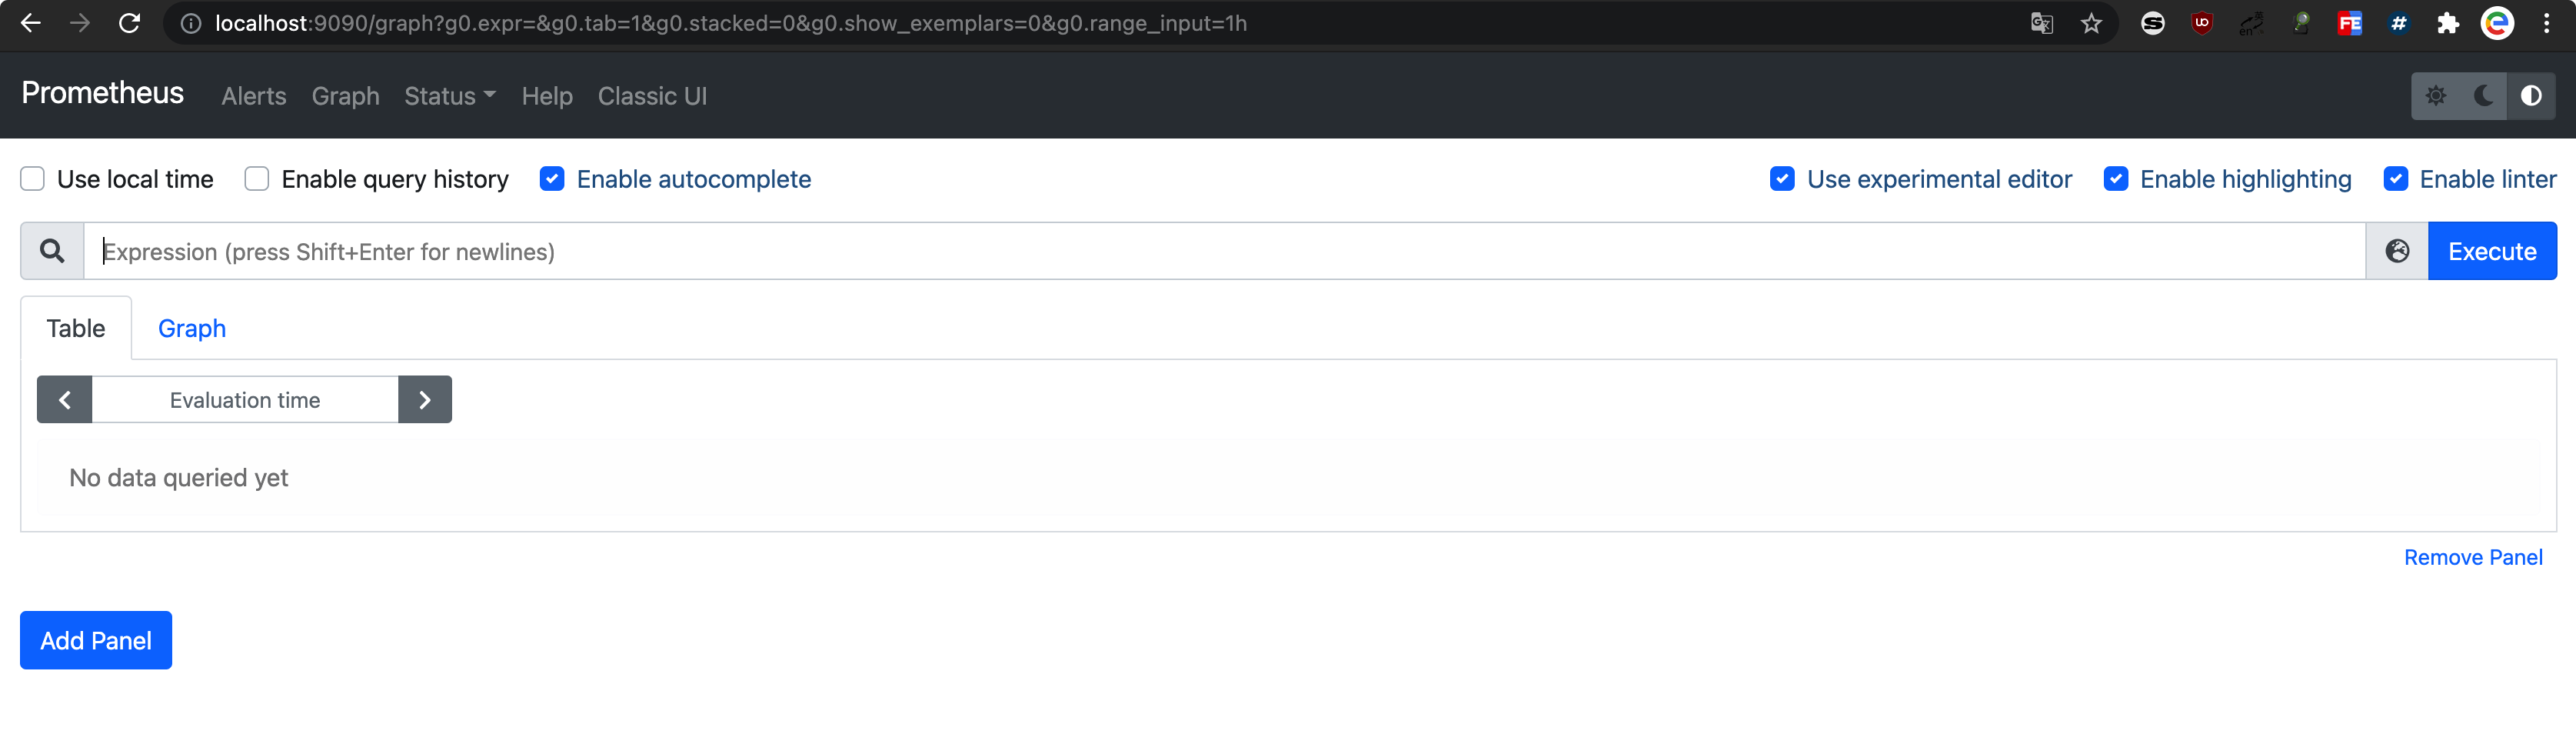 localhost:9090/graph?g0.expr=&g0.tab=1&g0.stacked=0&g0.show_exemplars=0&g0.range_input=1h
Prometheus Alerts Graph Status Help Classic UI
Use local time Enable query history Enable autocomplete Use experimental editor Enable highlighting Enable linter
Expression (press Shift+Enter for newlines) Execute
Table Graph
Evaluation time
No data queried yet
Remove Panel
Add Panel